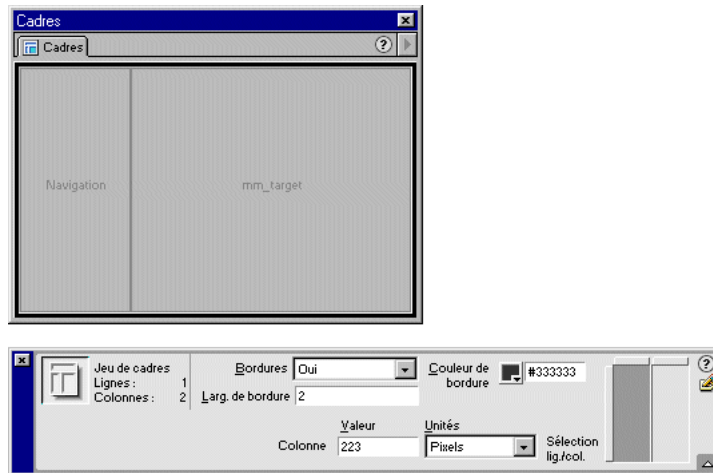 Cadres
Cadres ?
Navigation mm_target
Jeu de cadres Bordures Oui Couleur de bordure #333333 ?
Lignes : 1
Colonnes : 2 Larg. de bordure 2
Valeur Unités
Colonne 223 Pixels Sélection lig./col.